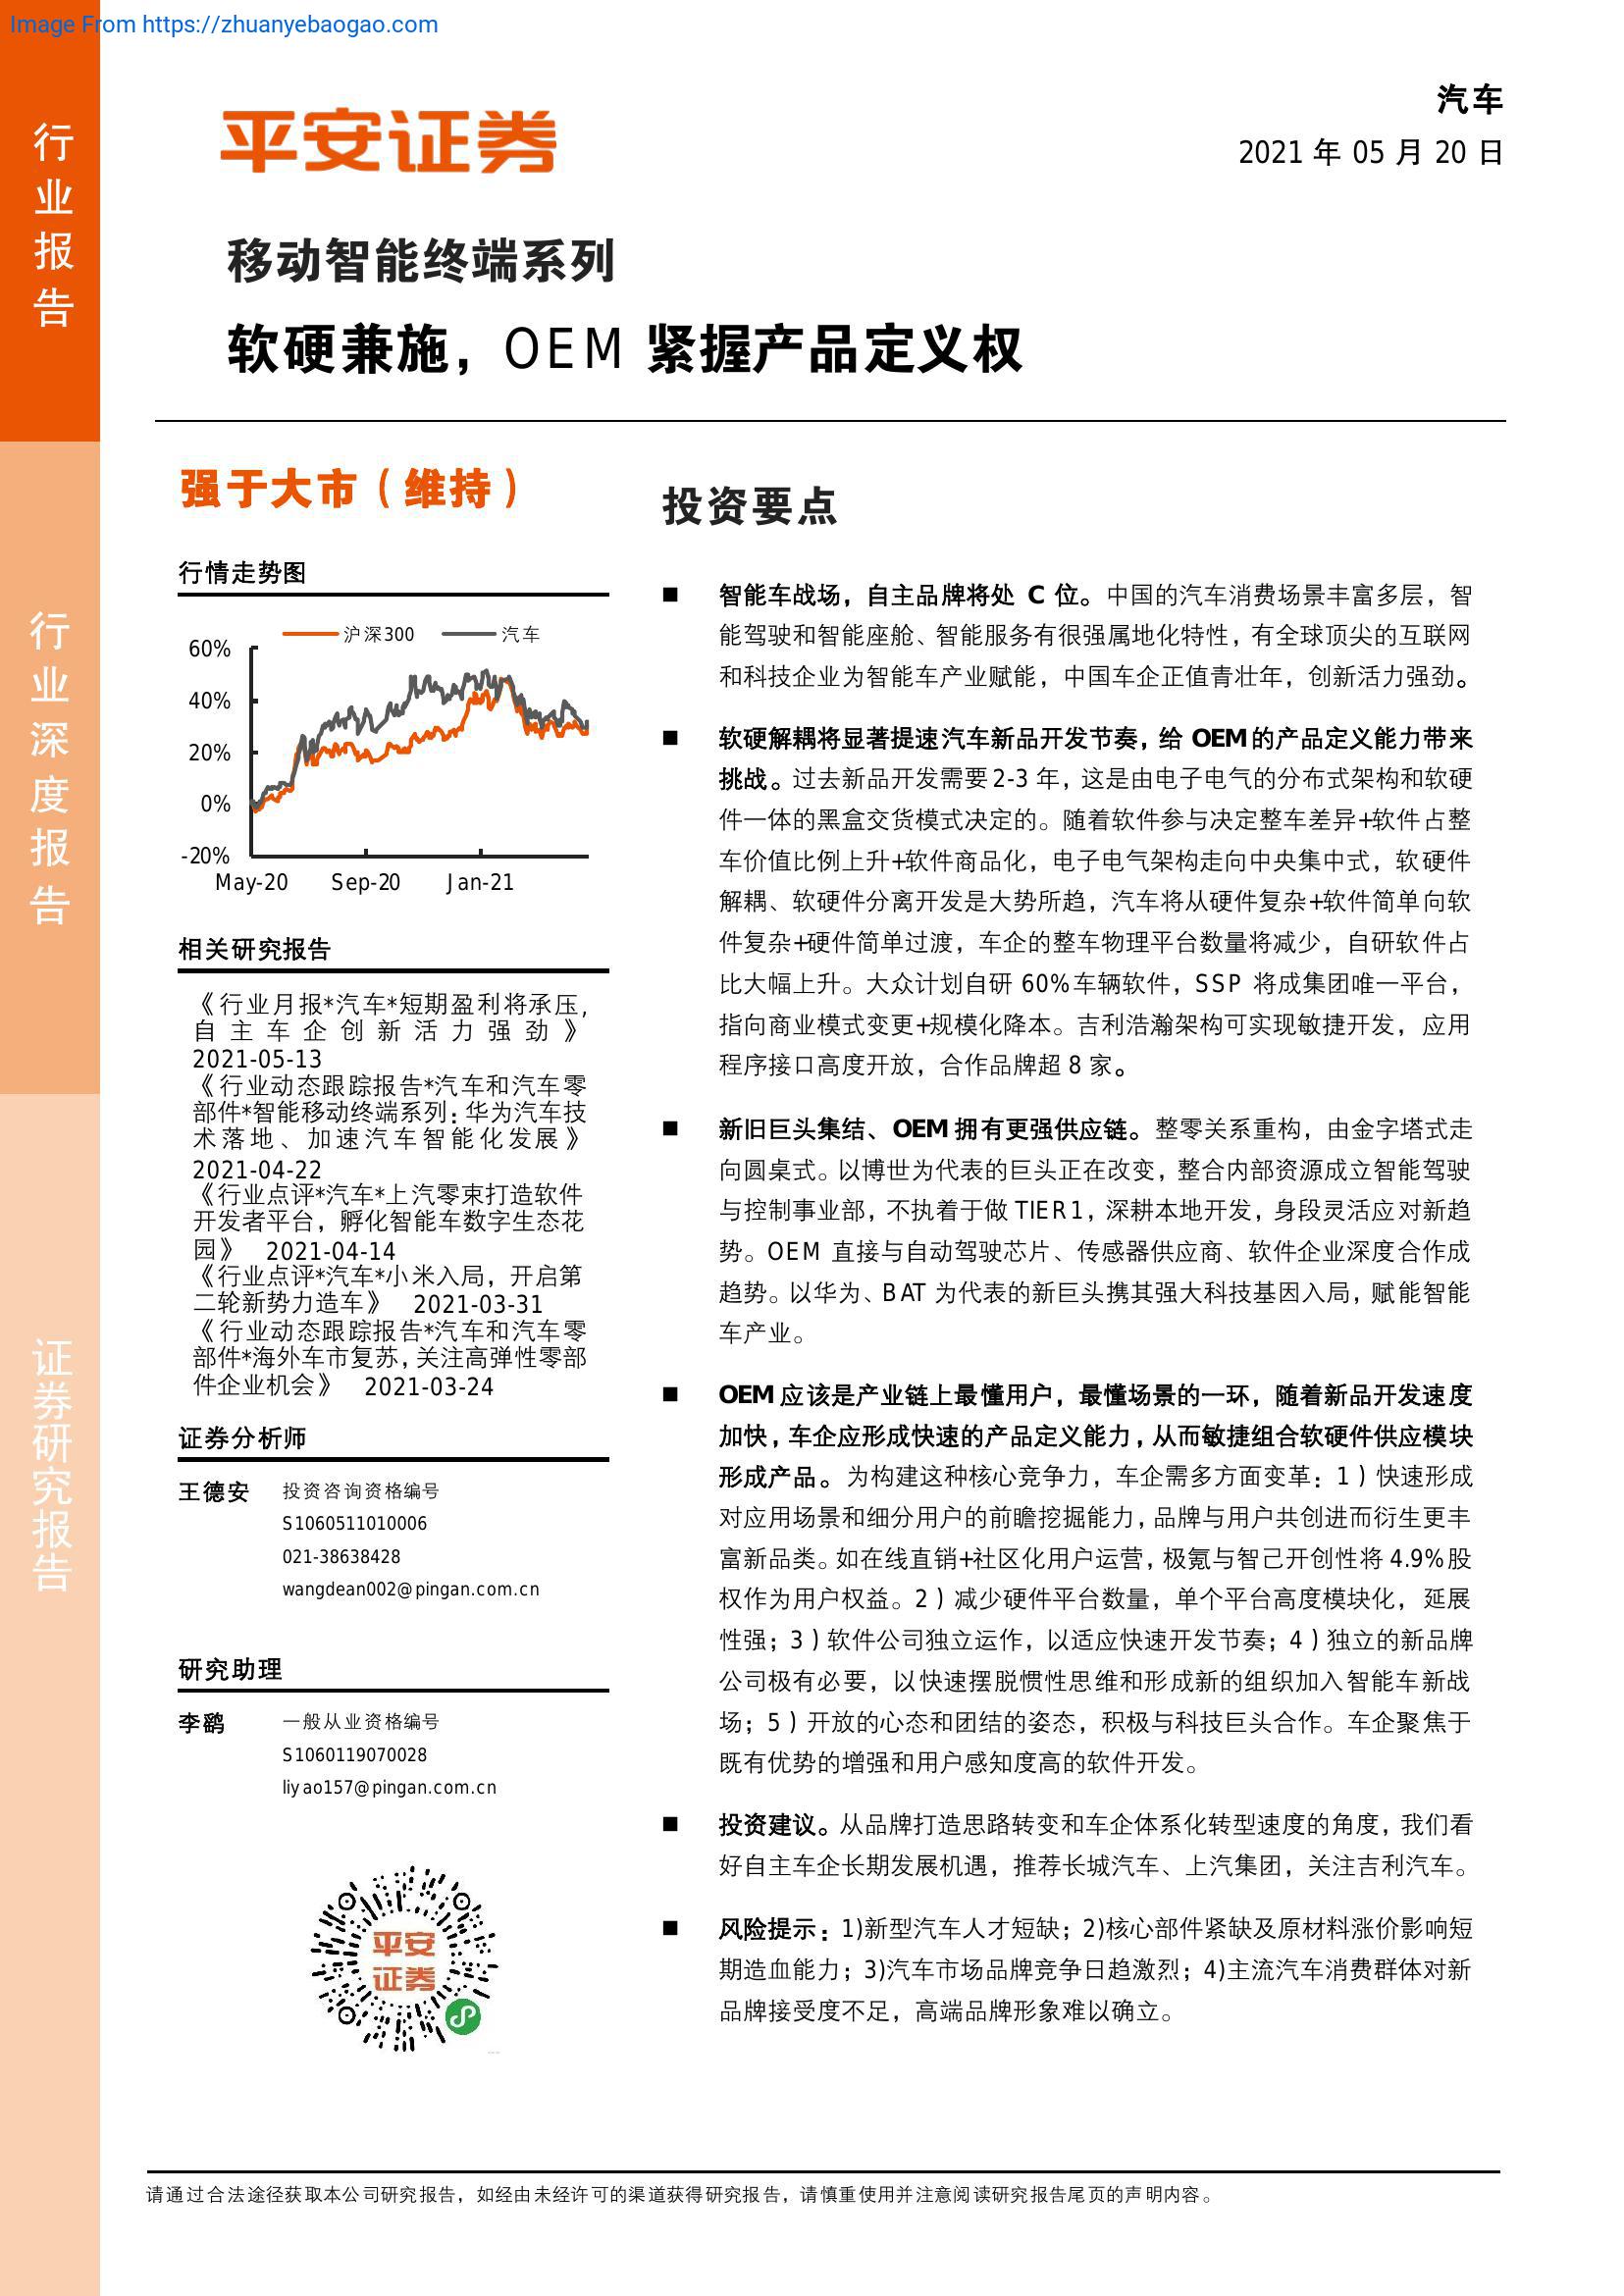 Image From https://zhuanyebaogao.com
行业报告
行业深度报告
证券研究报告
平安证券
汽车
2021 年 05 月 20 日
移动智能终端系列
软硬兼施，OEM 紧握产品定义权
强于大市（维持）
行情走势图
沪深300 汽车
60%
40%
20%
0%
-20%
May-20 Sep-20 Jan-21
相关研究报告
《行业月报*汽车*短期盈利将承压，
自主车企创新活力强劲》
2021-05-13
《行业动态跟踪报告*汽车和汽车零
部件*智能移动终端系列：华为汽车技
术落地、加速汽车智能化发展》
2021-04-22
《行业点评*汽车*上汽零束打造软件
开发者平台，孵化智能车数字生态花
园》 2021-04-14
《行业点评*汽车*小米入局，开启第
二轮新势力造车》 2021-03-31
《行业动态跟踪报告*汽车和汽车零
部件*海外车市复苏，关注高弹性零部
件企业机会》 2021-03-24
证券分析师
王德安 投资咨询资格编号
S1060511010006
021-38638428
wangdean002@pingan.com.cn
研究助理
李鹞 一般从业资格编号
S1060119070028
liyao157@pingan.com.cn
平安
证券
投资要点
■ 智能车战场，自主品牌将处 C 位。中国的汽车消费场景丰富多层，智
能驾驶和智能座舱、智能服务有很强属地化特性，有全球顶尖的互联网
和科技企业为智能车产业赋能，中国车企正值青壮年，创新活力强劲。
■ 软硬解耦将显著提速汽车新品开发节奏，给 OEM 的产品定义能力带来
挑战。过去新品开发需要 2-3 年，这是由电子电气的分布式架构和软硬
件一体的黑盒交货模式决定的。随着软件参与决定整车差异+软件占整
车价值比例上升+软件商品化，电子电气架构走向中央集中式，软硬件
解耦、软硬件分离开发是大势所趋，汽车将从硬件复杂+软件简单向软
件复杂+硬件简单过渡，车企的整车物理平台数量将减少，自研软件占
比大幅上升。大众计划自研 60%车辆软件，SSP 将成集团唯一平台，
指向商业模式变更+规模化降本。吉利浩瀚架构可实现敏捷开发，应用
程序接口高度开放，合作品牌超 8 家。
■ 新旧巨头集结、OEM 拥有更强供应链。整零关系重构，由金字塔式走
向圆桌式。以博世为代表的巨头正在改变，整合内部资源成立智能驾驶
与控制事业部，不执着于做 TIER1，深耕本地开发，身段灵活应对新趋
势。OEM 直接与自动驾驶芯片、传感器供应商、软件企业深度合作成
趋势。以华为、BAT 为代表的新巨头携其强大科技基因入局，赋能智能
车产业。
■ OEM 应该是产业链上最懂用户，最懂场景的一环，随着新品开发速度
加快，车企应形成快速的产品定义能力，从而敏捷组合软硬件供应模块
形成产品。为构建这种核心竞争力，车企需多方面变革：1）快速形成
对应用场景和细分用户的前瞻挖掘能力，品牌与用户共创进而衍生更丰
富新品类。如在线直销+社区化用户运营，极氪与智己开创性将 4.9%股
权作为用户权益。2）减少硬件平台数量，单个平台高度模块化，延展
性强；3）软件公司独立运作，以适应快速开发节奏；4）独立的新品牌
公司极有必要，以快速摆脱惯性思维和形成新的组织加入智能车新战
场；5）开放的心态和团结的姿态，积极与科技巨头合作。车企聚焦于
既有优势的增强和用户感知度高的软件开发。
■ 投资建议。从品牌打造思路转变和车企体系化转型速度的角度，我们看
好自主车企长期发展机遇，推荐长城汽车、上汽集团，关注吉利汽车。
■ 风险提示：1)新型汽车人才短缺；2)核心部件紧缺及原材料涨价影响短
期造血能力；3)汽车市场品牌竞争日趋激烈；4)主流汽车消费群体对新
品牌接受度不足，高端品牌形象难以确立。
请通过合法途径获取本公司研究报告，如经由未经许可的渠道获得研究报告，请慎重使用并注意阅读研究报告尾页的声明内容。